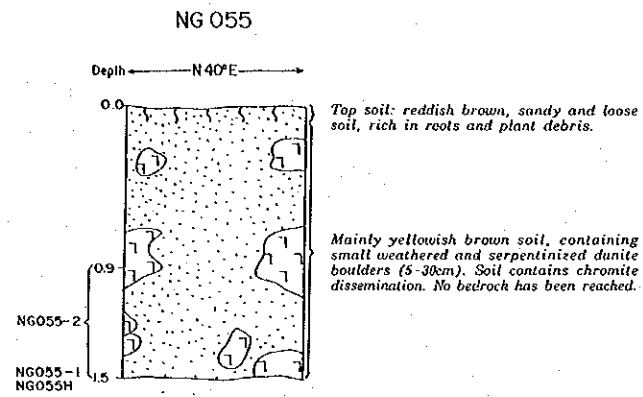 NG 055
Depth N 40°E
0.0
Top soil: reddish brown, sandy and loose
soil, rich in roots and plant debris.
Mainly yellowish brown soil, containing
small weathered and serpentinized dunite
boulders (5-30cm). Soil contains chromite
dissemination. No bedrock has been reached.
0.9
NG055-2
NG055-1
NG055H
1.5